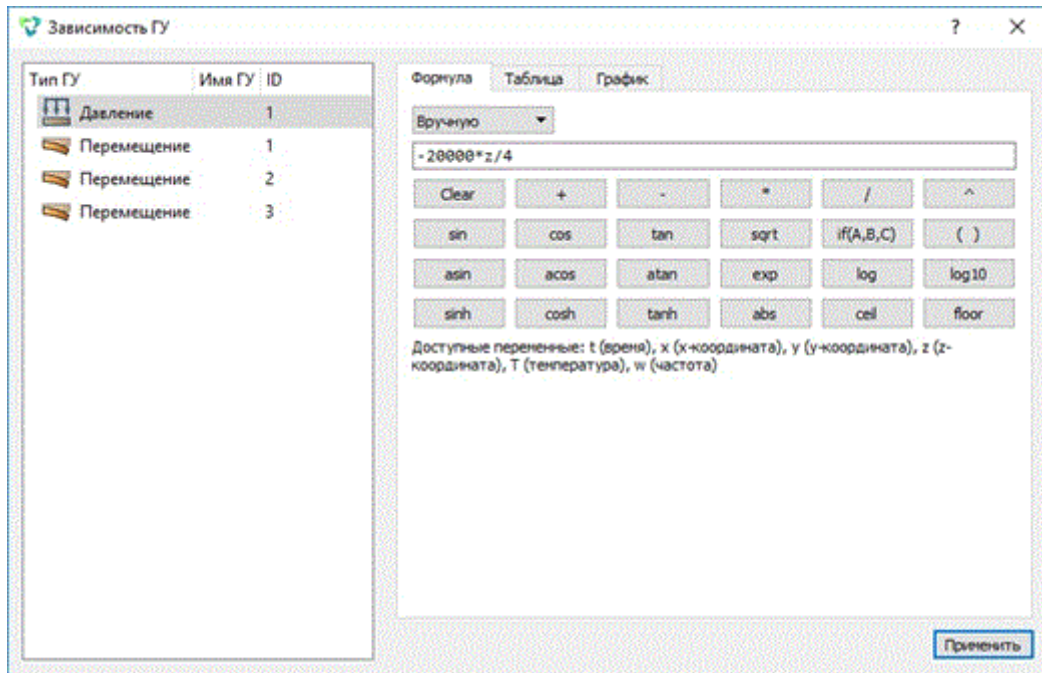 Зависимость ГУ ? ×
Тип ГУ Имя ГУ ID
Давление 1
Перемещение 1
Перемещение 2
Перемещение 3
Формула Таблица График
Вручную
-20000*z/4
Clear + - * / ^
sin cos tan sqrt if(A,B,C) ( )
asin acos atan exp log log10
sinh cosh tanh abs ceil floor
Доступные переменные: t (время), x (x-координата), y (y-координата), z (z-
координата), T (температура), w (частота)
Применить